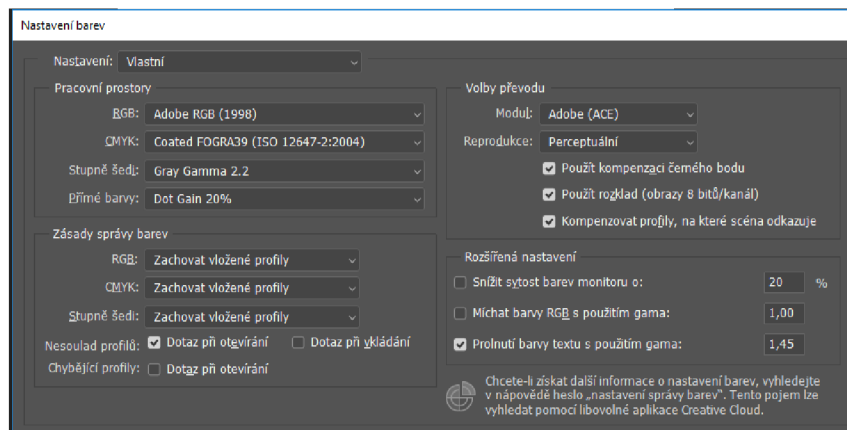 Nastavení barev
Nastavení: Vlastní
Pracovní prostory
RGB: Adobe RGB (1998)
CMYK: Coated FOGRA39 (ISO 12647-2:2004)
Stupně šedi: Gray Gamma 2.2
Přímé barvy: Dot Gain 20%
Zásady správy barev
RGB: Zachovat vložené profily
CMYK: Zachovat vložené profily
Stupně šedi: Zachovat vložené profily
Nesoulad profilů: Dotaz při otevírání Dotaz při vkládání
Chybějící profily: Dotaz při otevírání
Volby převodu
Modul: Adobe (ACE)
Reprodukce: Perceptuální
Použít kompenzaci černého bodu
Použít rozklad (obrazy 8 bitů/kanál)
Kompenzovat profily, na které scéna odkazuje
Rozšířená nastavení
Snížit sytost barev monitoru o: 20 %
Míchat barvy RGB s použitím gama: 1,00
Prolnutí barvy textu s použitím gama: 1,45
Chcete-li získat další informace o nastavení barev, vyhledejte
v nápovědě heslo „nastavení správy barev". Tento pojem lze
vyhledat pomocí libovolné aplikace Creative Cloud.